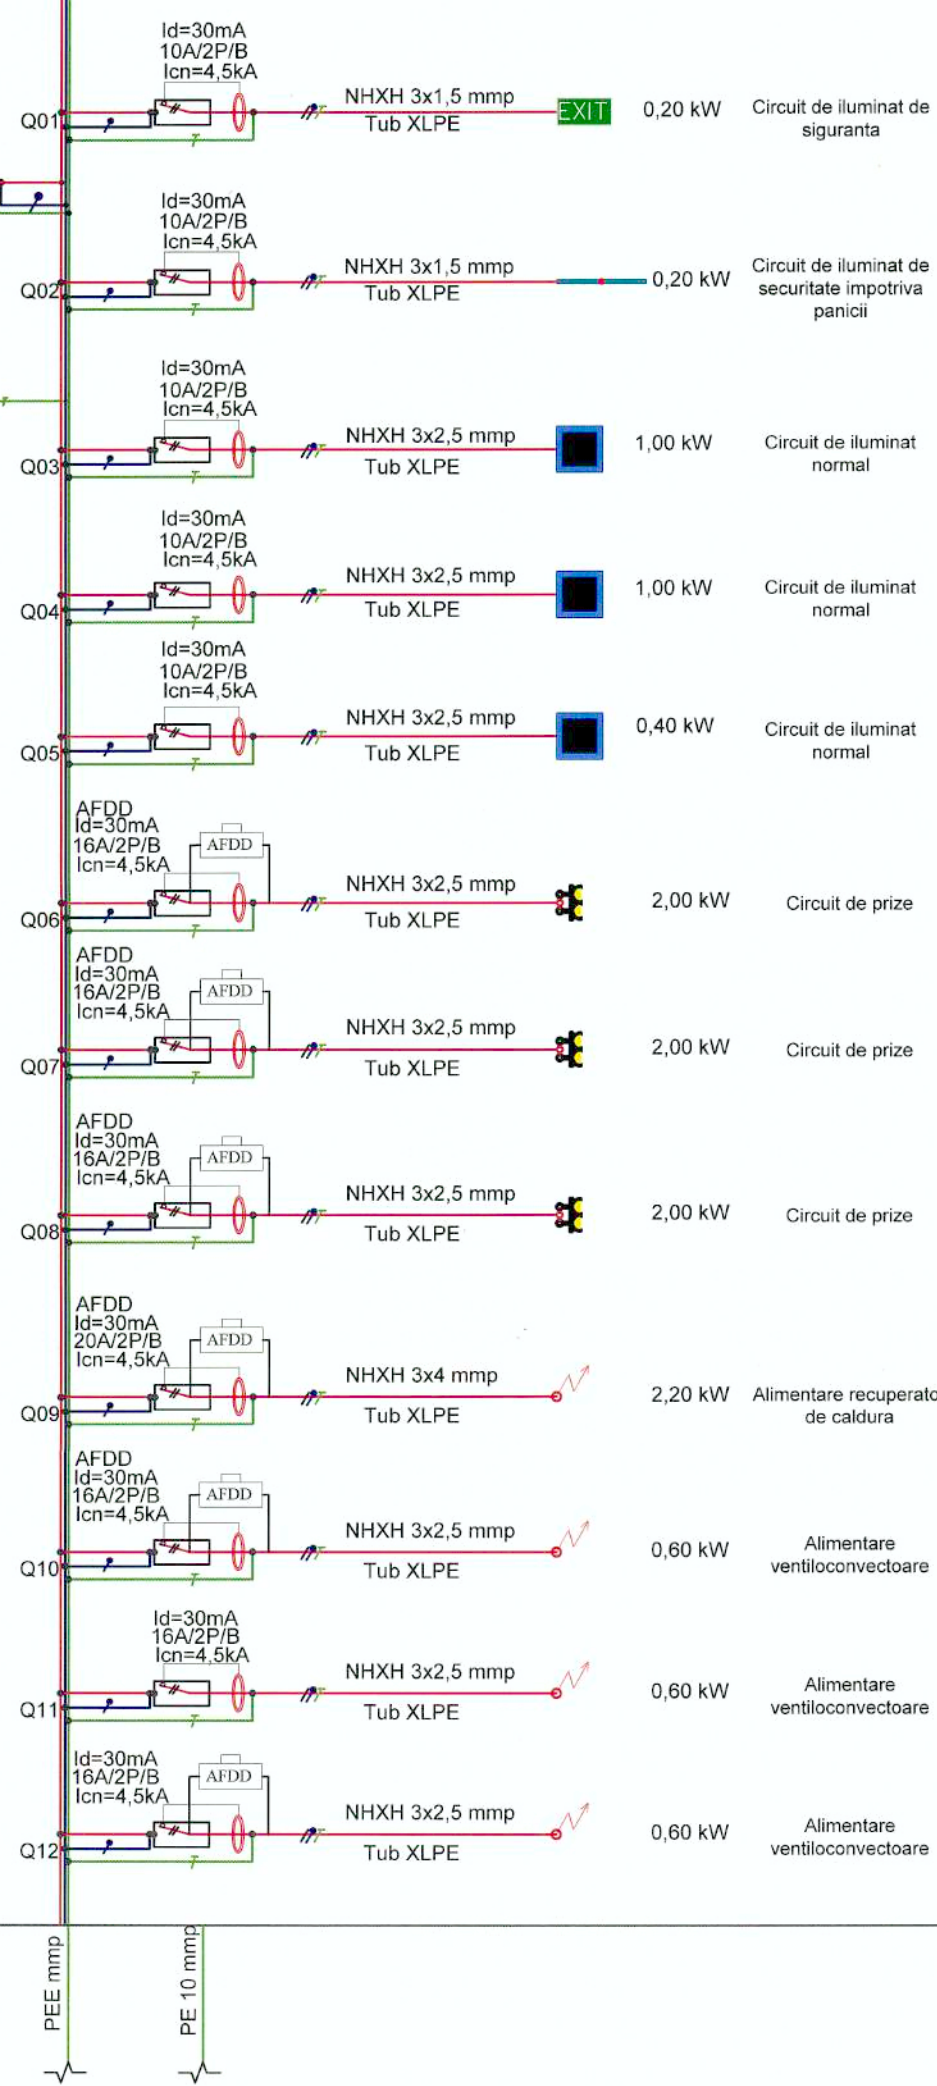 Id=30mA
10A/2P/B
Icn=4,5kA
Q01
NHXH 3x1,5 mmp
Tub XLPE
EXIT
0,20 kW
Circuit de iluminat de
siguranta
Id=30mA
10A/2P/B
Icn=4,5kA
Q02
NHXH 3x1,5 mmp
Tub XLPE
0,20 kW
Circuit de iluminat de
securitate impotriva
panicii
Id=30mA
10A/2P/B
Icn=4,5kA
Q03
NHXH 3x2,5 mmp
Tub XLPE
1,00 kW
Circuit de iluminat
normal
Id=30mA
10A/2P/B
Icn=4,5kA
Q04
NHXH 3x2,5 mmp
Tub XLPE
1,00 kW
Circuit de iluminat
normal
Id=30mA
10A/2P/B
Icn=4,5kA
Q05
NHXH 3x2,5 mmp
Tub XLPE
0,40 kW
Circuit de iluminat
normal
AFDD
Id=30mA
16A/2P/B
Icn=4,5kA
AFDD
Q06
NHXH 3x2,5 mmp
Tub XLPE
2,00 kW
Circuit de prize
AFDD
Id=30mA
16A/2P/B
Icn=4,5kA
AFDD
Q07
NHXH 3x2,5 mmp
Tub XLPE
2,00 kW
Circuit de prize
AFDD
Id=30mA
16A/2P/B
Icn=4,5kA
AFDD
Q08
NHXH 3x2,5 mmp
Tub XLPE
2,00 kW
Circuit de prize
AFDD
Id=30mA
20A/2P/B
Icn=4,5kA
AFDD
Q09
NHXH 3x4 mmp
Tub XLPE
2,20 kW
Alimentare recuperato
de caldura
AFDD
Id=30mA
16A/2P/B
Icn=4,5kA
AFDD
Q10
NHXH 3x2,5 mmp
Tub XLPE
0,60 kW
Alimentare
ventiloconvectoare
Id=30mA
16A/2P/B
Icn=4,5kA
Q11
NHXH 3x2,5 mmp
Tub XLPE
0,60 kW
Alimentare
ventiloconvectoare
Id=30mA
16A/2P/B
Icn=4,5kA
AFDD
Q12
NHXH 3x2,5 mmp
Tub XLPE
0,60 kW
Alimentare
ventiloconvectoare
PEE mmp
PE 10 mmp